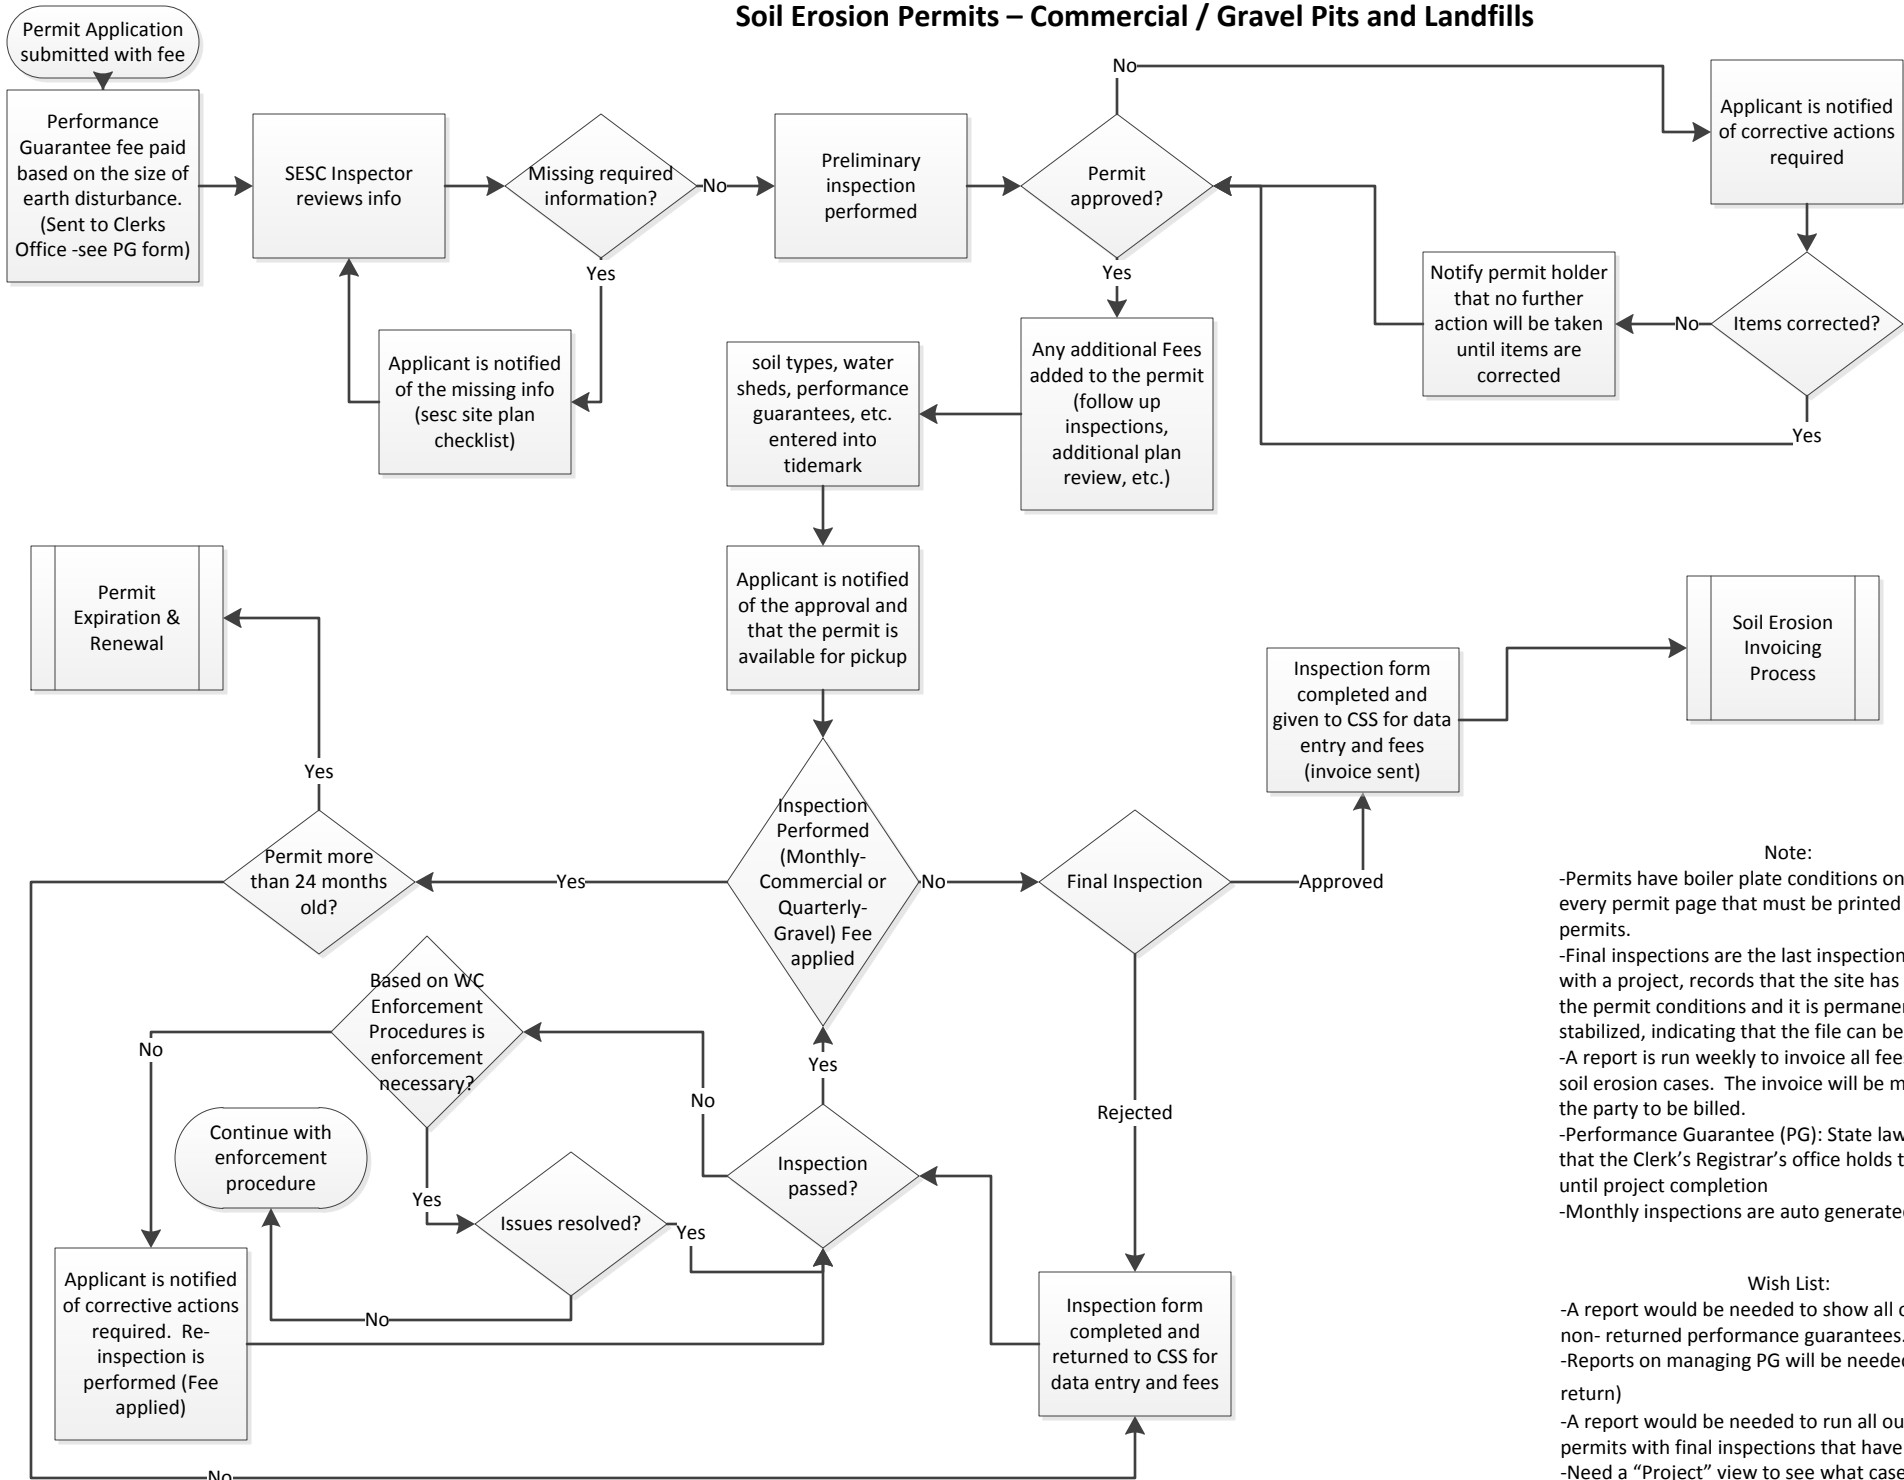 Soil Erosion Permits – Commercial / Gravel Pits and Landfills
Permit Application
submitted with fee
Performance
Guarantee fee paid
based on the size of
earth disturbance.
(Sent to Clerks
Office -see PG form)
SESC Inspector
reviews info
Missing required
information?
No
Yes
Applicant is notified
of the missing info
(sesc site plan
checklist)
Preliminary
inspection
performed
Permit
approved?
No
Yes
Applicant is notified
of corrective actions
required
Items corrected?
No
Yes
Notify permit holder
that no further
action will be taken
until items are
corrected
Any additional Fees
added to the permit
(follow up
inspections,
additional plan
review, etc.)
soil types, water
sheds, performance
guarantees, etc.
entered into
tidemark
Applicant is notified
of the approval and
that the permit is
available for pickup
Permit
Expiration &
Renewal
Yes
Permit more
than 24 months
old?
Yes
Inspection
Performed
(Monthly-
Commercial or
Quarterly-
Gravel) Fee
applied
No
Final Inspection
Approved
Inspection form
completed and
given to CSS for data
entry and fees
(invoice sent)
Soil Erosion
Invoicing
Process
Rejected
Inspection form
completed and
returned to CSS for
data entry and fees
Inspection
passed?
Yes
No
Based on WC
Enforcement
Procedures is
enforcement
necessary?
No
Yes
Issues resolved?
Yes
No
Continue with
enforcement
procedure
Applicant is notified
of corrective actions
required.  Re-
inspection is
performed (Fee
applied)
No
Note:
-Permits have boiler plate conditions on
every permit page that must be printed
permits.
-Final inspections are the last inspection
with a project, records that the site has
the permit conditions and it is
stabilized, indicating that the file can be
-A report is run weekly to invoice all
soil erosion cases.  The invoice will be
the party to be billed.
-Performance Guarantee (PG): State law
that the Clerk’s Registrar’s office holds
until project completion
-Monthly inspections are auto
Wish List:
-A report would be needed to show all
non- returned performance guarantees.
-Reports on managing PG will be
return)
-A report would be needed to run all
permits with final inspections that have
-Need a “Project” view to see what